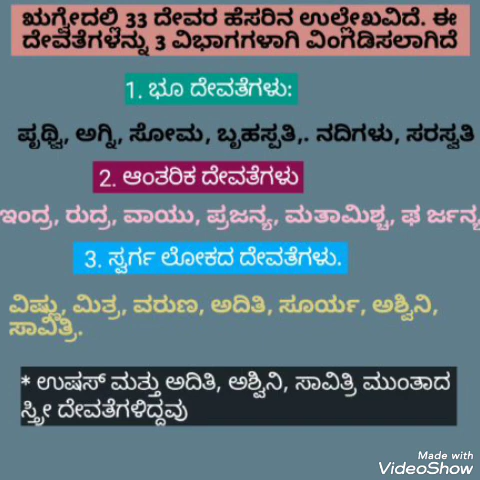 ಋಗ್ವೇದಲ್ಲಿ 33 ದೇವರ ಹೆಸರಿನ ಉಲ್ಲೇಖವಿದೆ. ಈ
ದೇವತೆಗಳನ್ನು 3 ವಿಭಾಗಗಳಾಗಿ ವಿಂಗಡಿಸಲಾಗಿದೆ
1. ಭೂ ದೇವತೆಗಳು:
ಪೃಥ್ವಿ, ಅಗ್ನಿ, ಸೋಮ, ಬೃಹಸ್ಪತಿ,. ನದಿಗಳು, ಸರಸ್ವತಿ
2. ಆಂತರಿಕ ದೇವತೆಗಳು
ಇಂದ್ರ, ರುದ್ರ, ವಾಯು, ಪ್ರಜನ್ಯ, ಮತಾಮಿಶ್ಚ, ಫ ರ್ಜನ್ಯ
3. ಸ್ವರ್ಗ ಲೋಕದ ದೇವತೆಗಳು.
ವಿಷ್ಣು, ಮಿತ್ರ, ವರುಣ, ಅದಿತಿ, ಸೂರ್ಯ, ಅಶ್ವಿನಿ,
ಸಾವಿತ್ರಿ.
* ಉಷಸ್ ಮತ್ತು ಅದಿತಿ, ಅಶ್ವಿನಿ, ಸಾವಿತ್ರಿ ಮುಂತಾದ
ಸ್ತ್ರೀ ದೇವತೆಗಳಿದ್ದವು
Made with
VideoShow